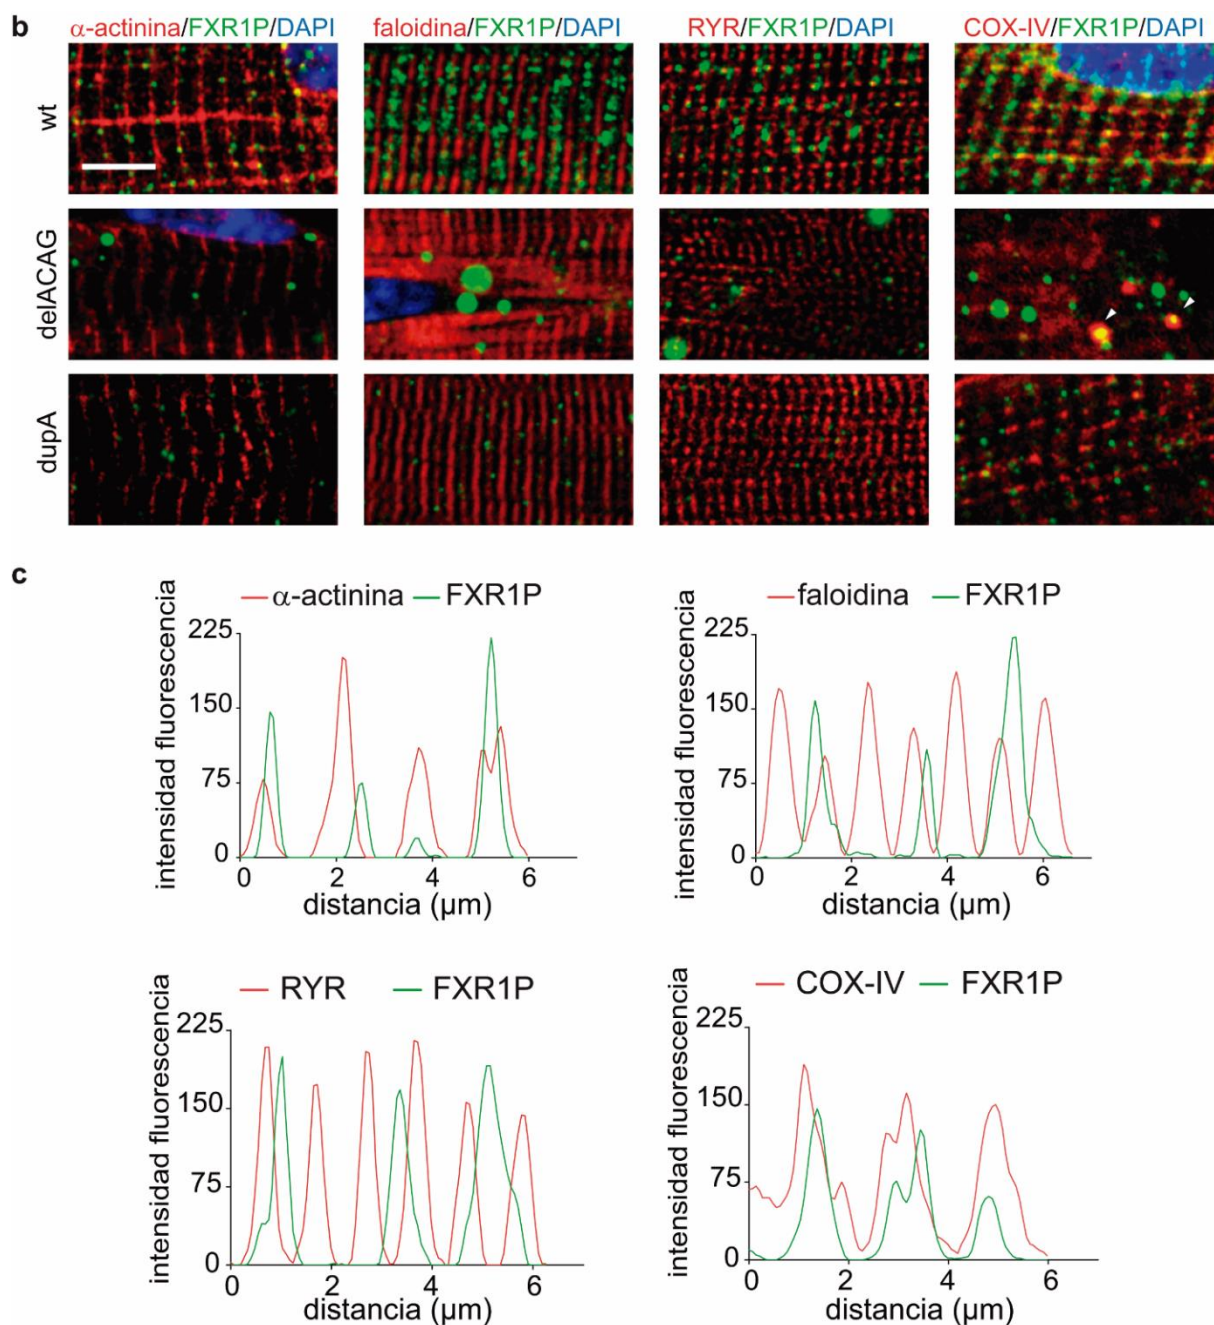 b
α-actinina/FXR1P/DAPI faloidina/FXR1P/DAPI RYR/FXR1P/DAPI COX-IV/FXR1P/DAPI
wt
delACAG
dupA
c
α-actinina FXR1P
intensidad fluorescencia
225
150
75
0
0 2 4 6
distancia (µm)
faloidina FXR1P
intensidad fluorescencia
225
150
75
0
0 2 4 6
distancia (µm)
RYR FXR1P
intensidad fluorescencia
225
150
75
0
0 2 4 6
distancia (µm)
COX-IV FXR1P
intensidad fluorescencia
225
150
75
0
0 2 4 6
distancia (µm)